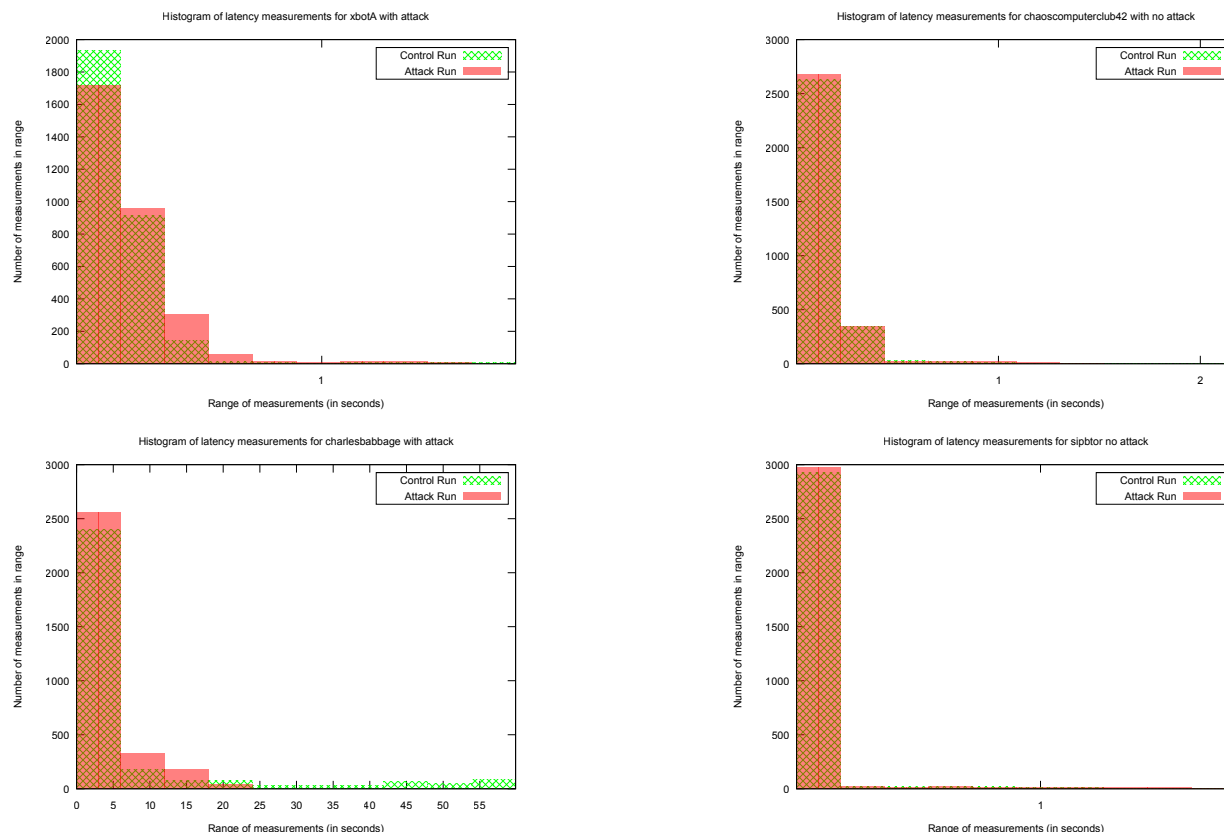 Histogram of latency measurements for xbotA with attack
2000
1800
1600
1400
1200
1000
800
600
400
200
0
Number of measurements in range
Control Run
Attack Run
1
Range of measurements (in seconds)
Histogram of latency measurements for chaoscomputerclub42 with no attack
3000
2500
2000
1500
1000
500
0
Number of measurements in range
Control Run
Attack Run
1 2
Range of measurements (in seconds)
Histogram of latency measurements for charlesbabbage with attack
3000
2500
2000
1500
1000
500
0
Number of measurements in range
Control Run
Attack Run
0 5 10 15 20 25 30 35 40 45 50 55
Range of measurements (in seconds)
Histogram of latency measurements for sipbtor no attack
3000
2500
2000
1500
1000
500
0
Number of measurements in range
Control Run
Attack Run
1
Range of measurements (in seconds)